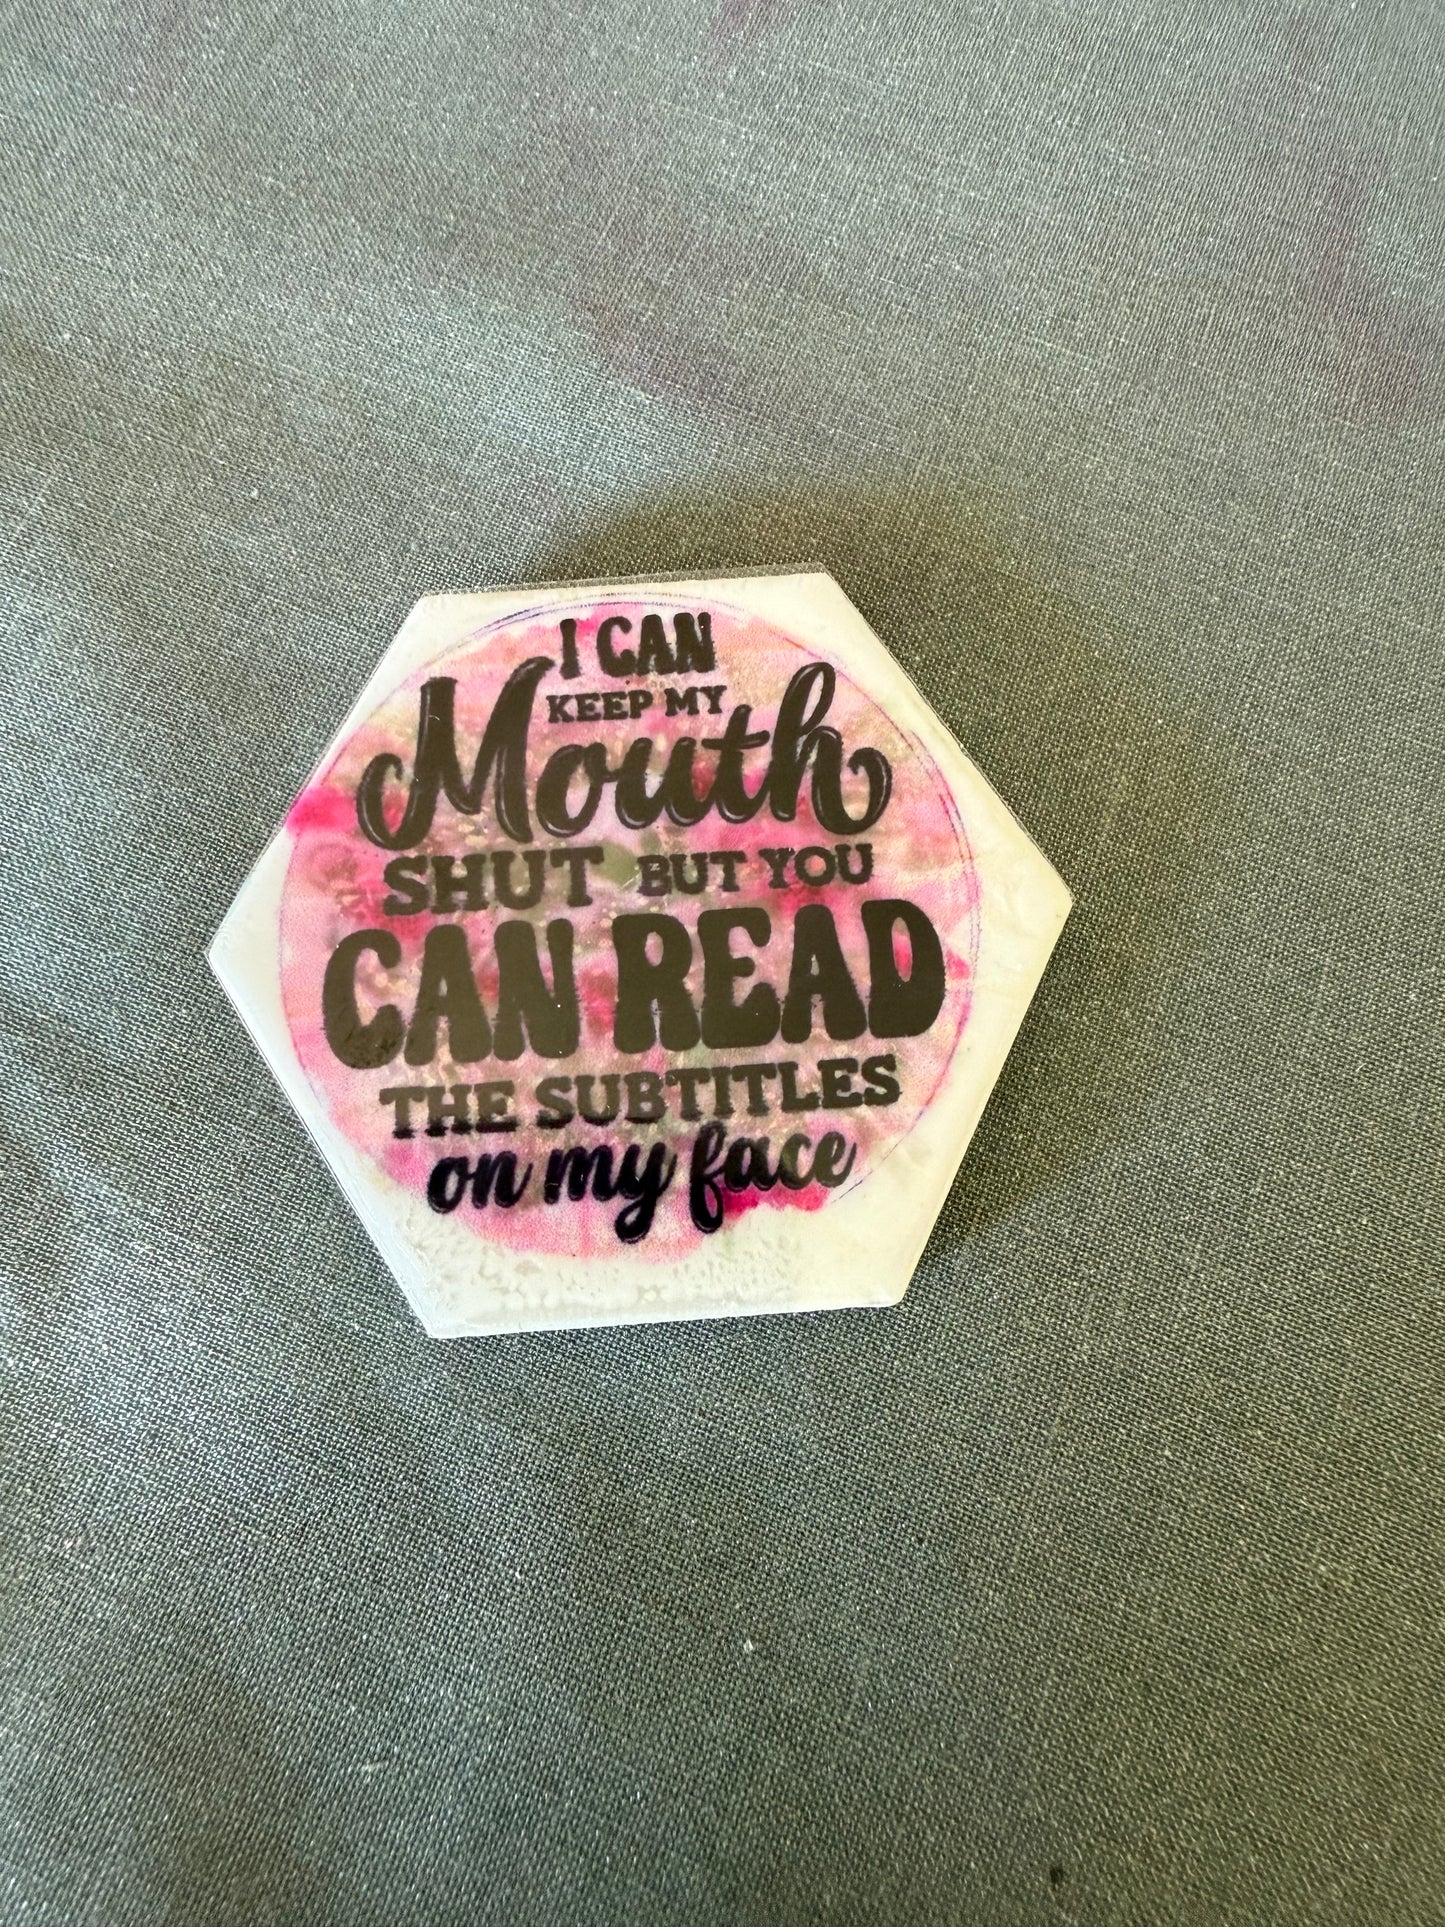 I CAN
KEEP MY
Mouth
SHUT BUT YOU
CAN READ
THE SUBTITLES
on my face